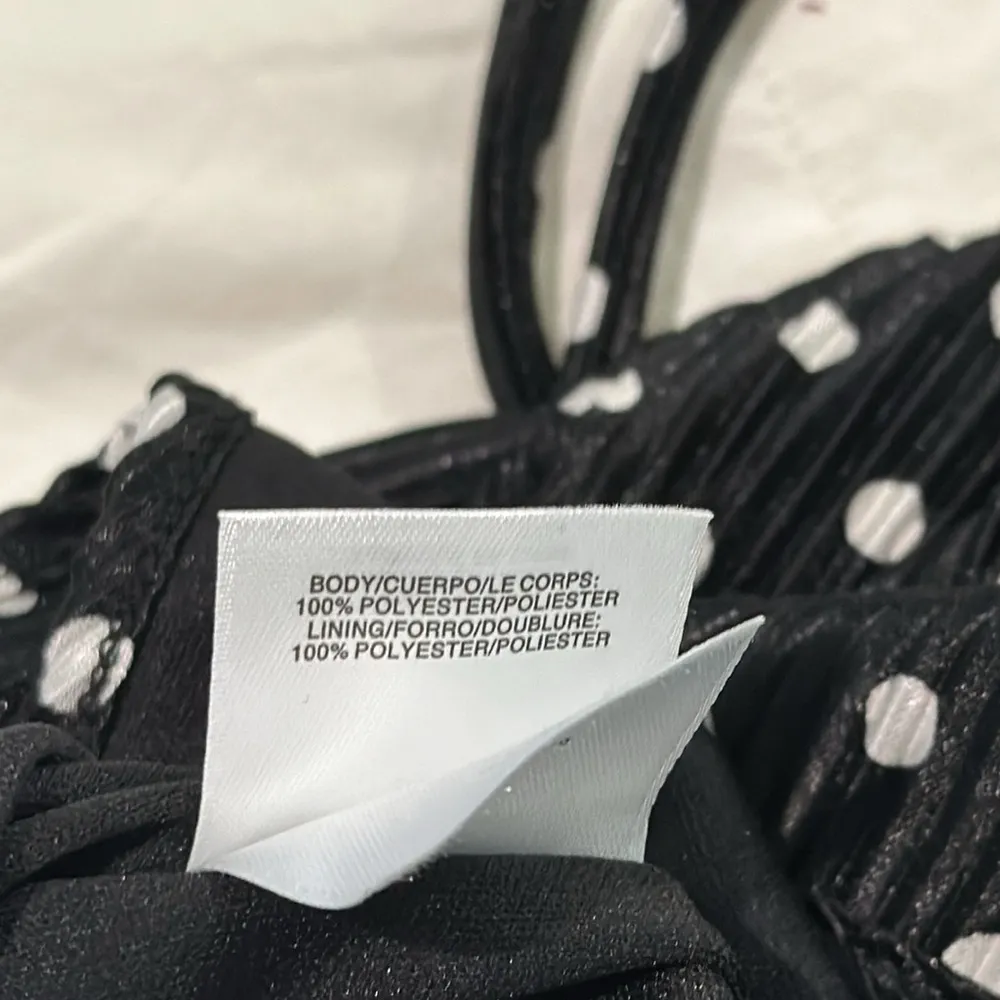 BODY/CUERPO/LE CORPS:
100% POLYESTER/POLIESTER
LINING/FORRO/DOUBLURE:
100% POLYESTER/POLIESTER